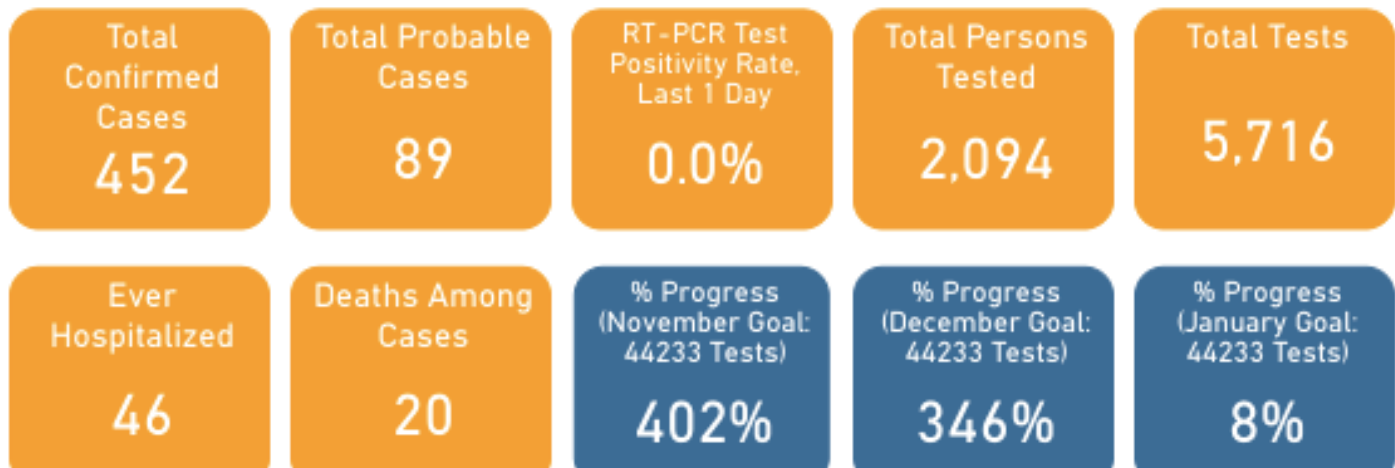 Total
Confirmed
Cases
452
Total Probable
Cases
89
RT-PCR Test
Positivity Rate,
Last 1 Day
0.0%
Total Persons
Tested
2,094
Total Tests
5,716
Ever
Hospitalized
46
Deaths Among
Cases
20
% Progress
(November Goal:
44233 Tests)
402%
% Progress
(December Goal:
44233 Tests)
346%
% Progress
(January Goal:
44233 Tests)
8%